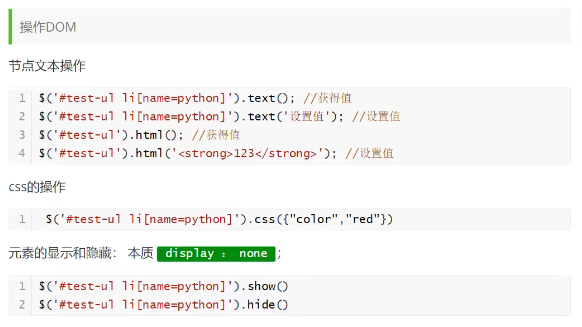 操作DOM
节点文本操作
1 $('#test-ul li[name=python]').text(); //获得值
2 $('#test-ul li[name=python]').text('设置值'); //设置值
3 $('#test-ul').html(); //获得值
4 $('#test-ul').html('<strong>123</strong>'); //设置值
css的操作
1 $('#test-ul li[name=python]').css({"color","red"})
元素的显示和隐藏： 本质 display ： none ；
1 $('#test-ul li[name=python]').show()
2 $('#test-ul li[name=python]').hide()